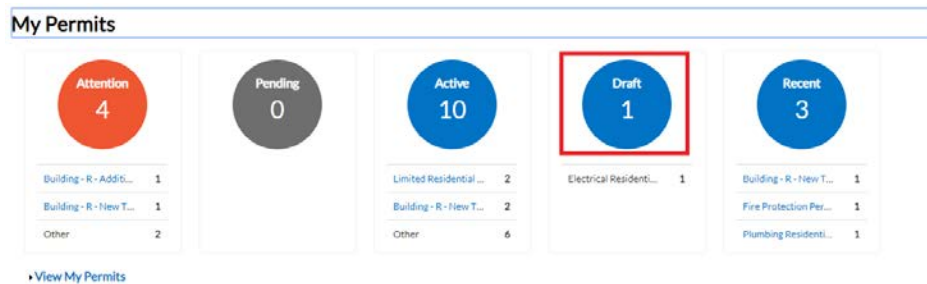 My Permits
Attention
4
Building - R - Additi... 1
Building - R - New T... 1
Other 2
Pending
0
Active
10
Limited Residential ... 2
Building - R - New T... 2
Other 6
Draft
1
Electrical Residenti... 1
Recent
3
Building - R - New T... 1
Fire Protection Per... 1
Plumbing Residenti... 1
View My Permits